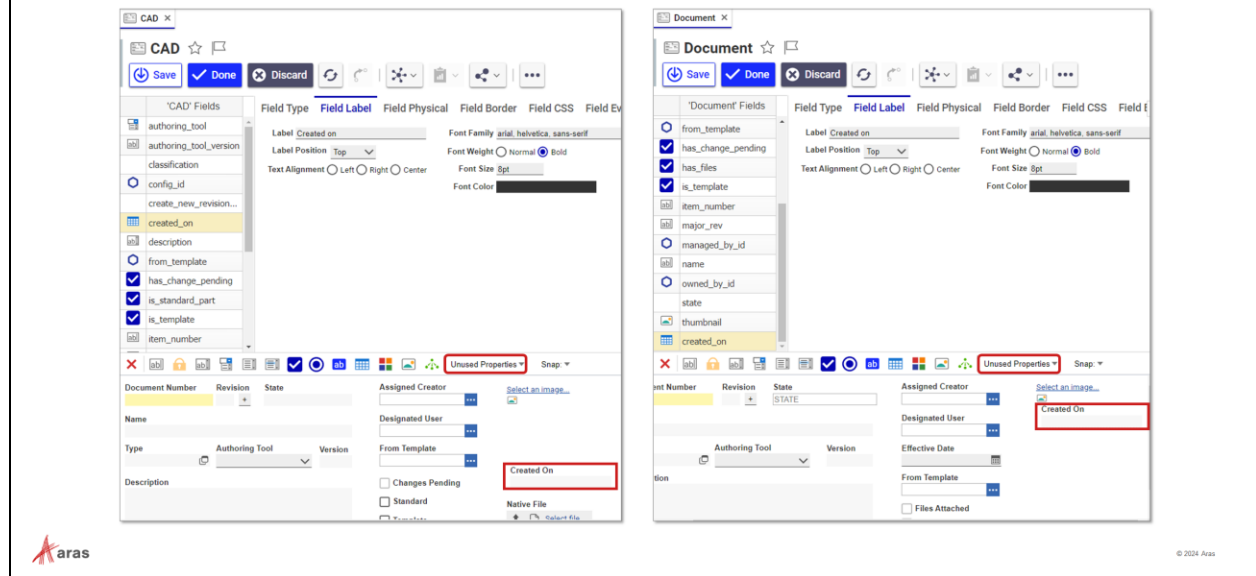 CAD ×
CAD
Save Done Discard
'CAD' Fields
authoring_tool
authoring_tool_version
classification
config_id
create_new_revision...
created_on
description
from_template
has_change_pending
is_standard_part
is_template
item_number
Field Type Field Label Field Physical Field Border Field CSS Field Ev
Label Created on
Label Position Top
Text Alignment Left Right Center
Font Family arial, helvetica, sans-serif
Font Weight Normal Bold
Font Size 8pt
Font Color
Unused Properties Snap:
Document Number Revision State Assigned Creator Select an image...
Name Designated User
Type Authoring Tool Version From Template
Created On
Description Changes Pending
Standard Native File
Template Select file
Document ×
Document
Save Done Discard
'Document' Fields
from_template
has_change_pending
has_files
is_template
item_number
major_rev
managed_by_id
name
owned_by_id
state
thumbnail
created_on
Field Type Field Label Field Physical Field Border Field CSS Field E
Label Created on
Label Position Top
Text Alignment Left Right Center
Font Family arial, helvetica, sans-serif
Font Weight Normal Bold
Font Size 8pt
Font Color
Unused Properties Snap:
ent Number Revision State Assigned Creator Select an image...
STATE
Created On
Designated User
Authoring Tool Version Effective Date
tion From Template
Files Attached
aras
© 2024 Aras